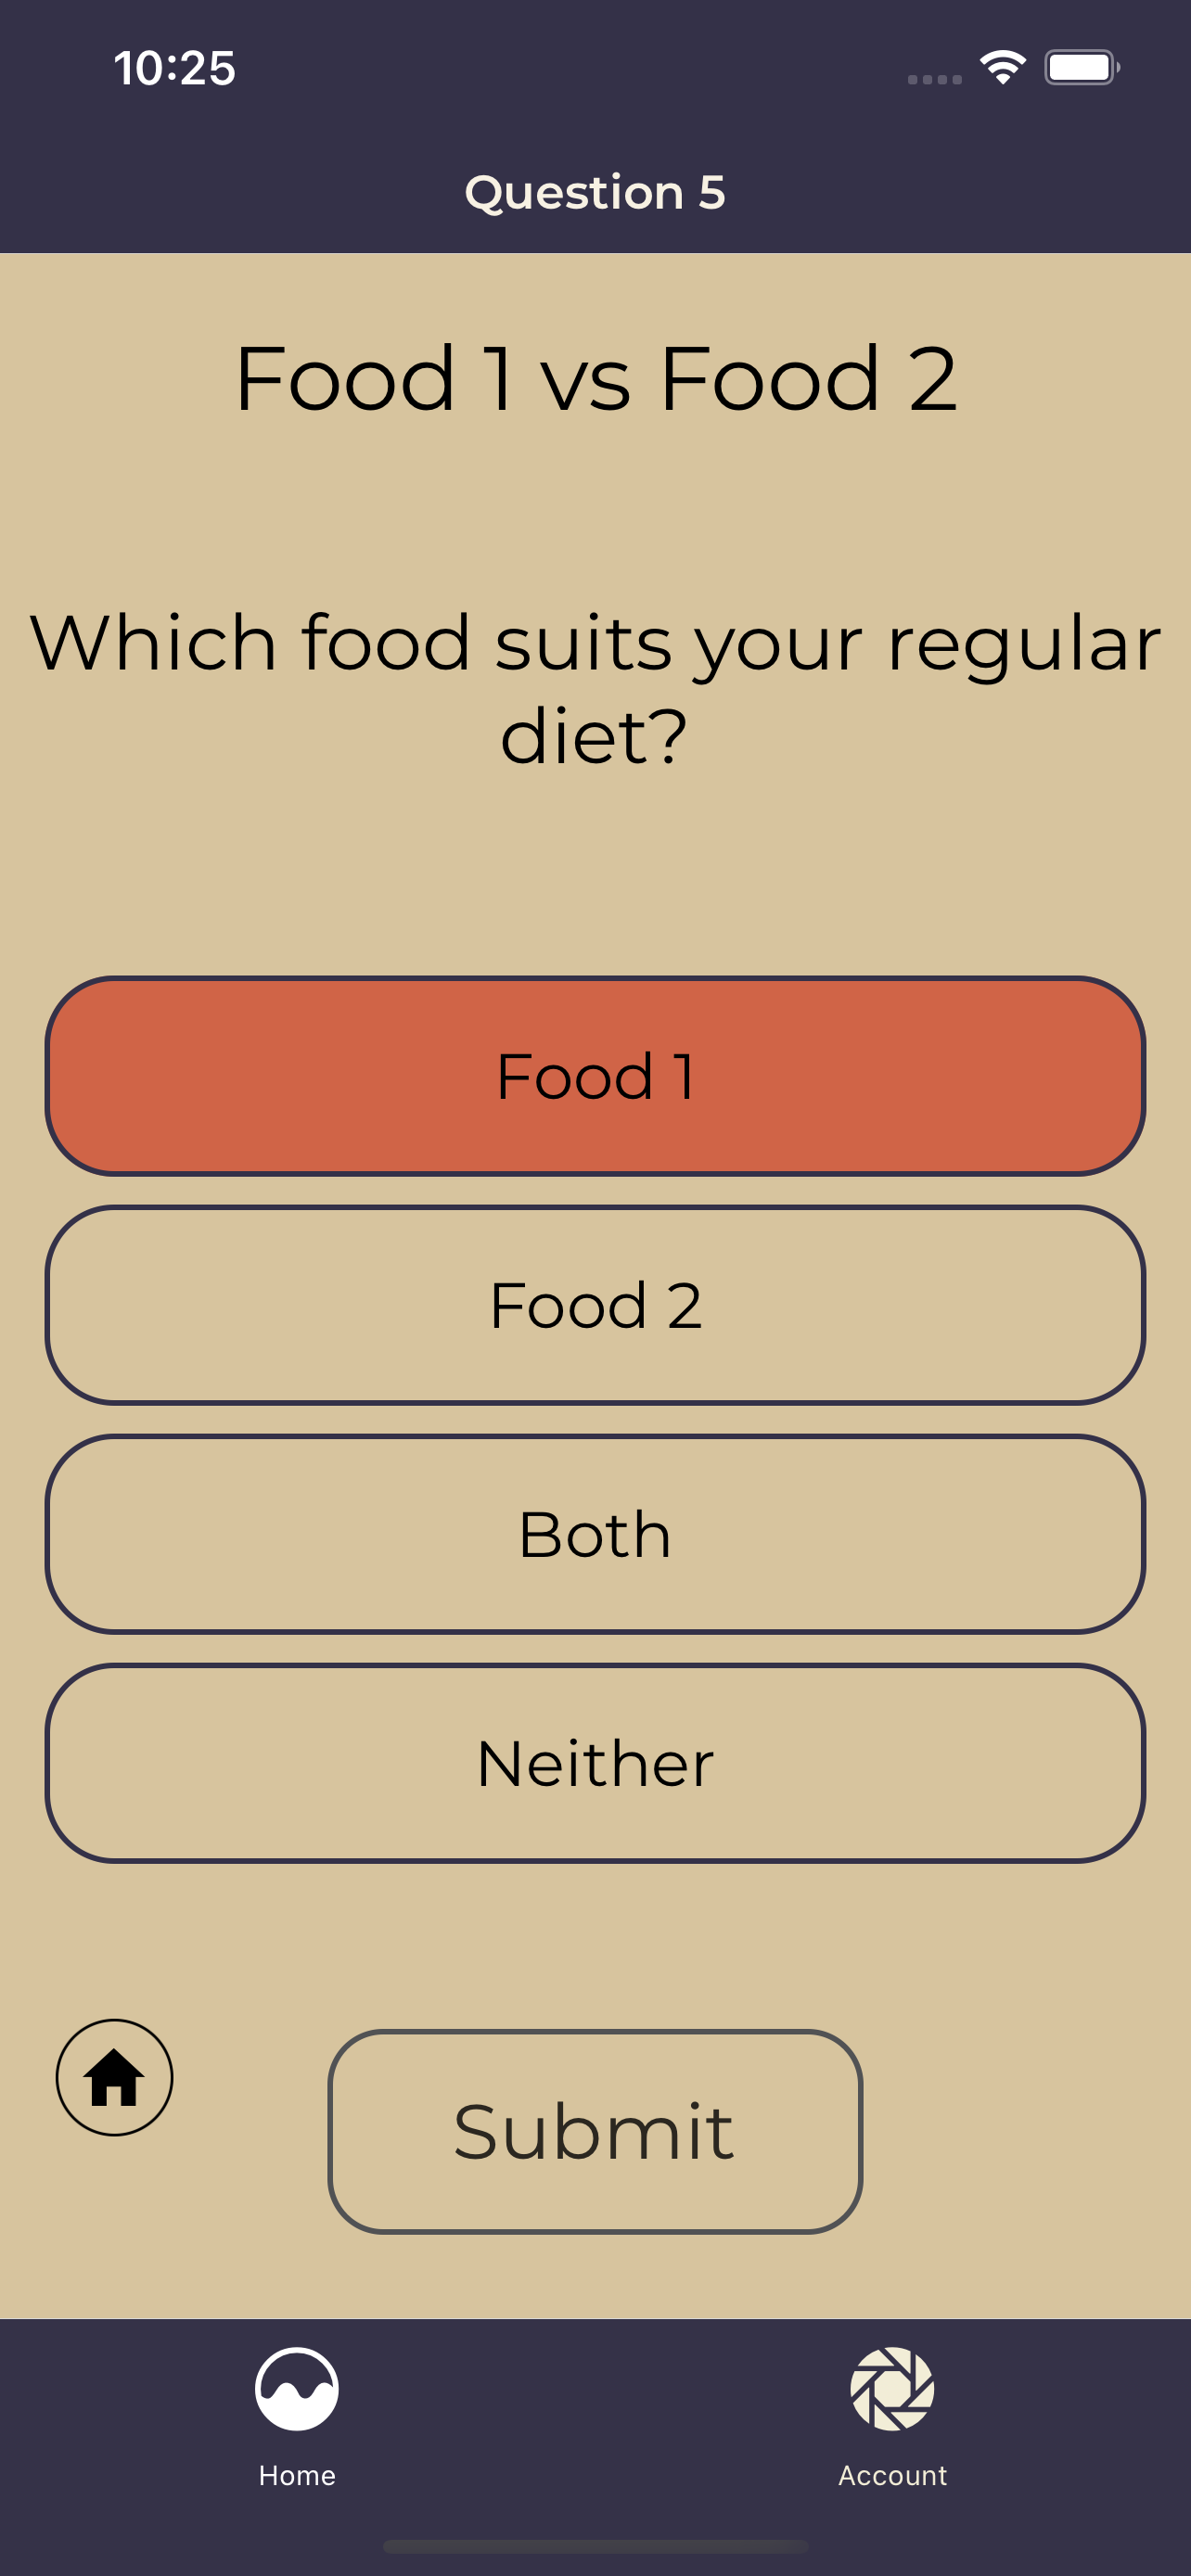 10:25
Question 5
Food 1 vs Food 2
Which food suits your regular
diet?
Food 1
Food 2
Both
Neither
Submit
Home
Account